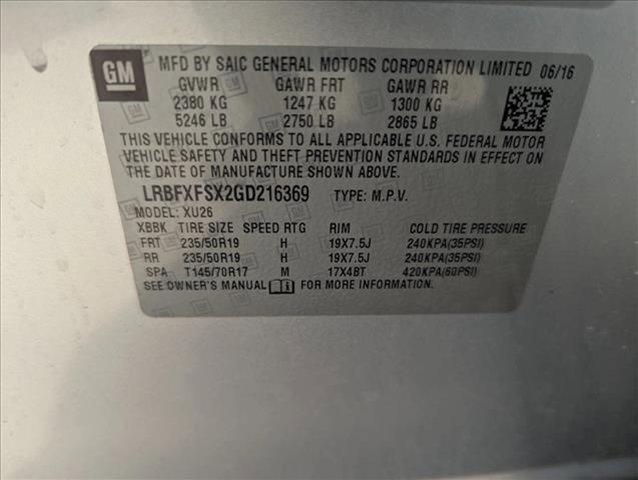 GM
MFD BY SAIC GENERAL MOTORS CORPORATION LIMITED 06/16
GVWR GAWR FRT GAWR RR
2380 KG 1247 KG 1300 KG
5246 LB 2750 LB 2865 LB
THIS VEHICLE CONFORMS TO ALL APPLICABLE U.S. FEDERAL MOTOR
VEHICLE SAFETY AND THEFT PREVENTION STANDARDS IN EFFECT ON
THE DATE OF MANUFACTURE SHOWN ABOVE.
LRBFXFSX2GD216369 TYPE: M.P.V.
MODEL: XU26
XBBK TIRE SIZE SPEED RTG RIM COLD TIRE PRESSURE
FRT 235/50R19 H 19X7.5J 240KPA(35PSI)
RR 235/50R19 H 19X7.5J 240KPA(35PSI)
SPA T145/70R17 M 17X4BT 420KPA(60PSI)
SEE OWNER'S MANUAL FOR MORE INFORMATION.